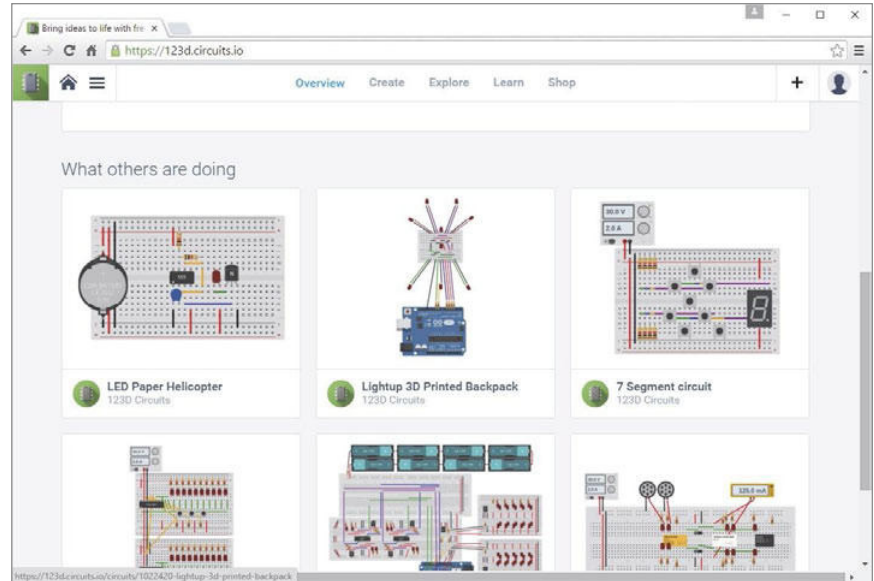 Bring ideas to life with fre
https://123d.circuits.io
Overview Create Explore Learn Shop
What others are doing
30.0 V
2.0 A
555
LED Paper Helicopter
123D Circuits
Lightup 3D Printed Backpack
123D Circuits
7 Segment circuit
123D Circuits
125.0 mA
https://123d.circuits.io/circuits/1022420-lightup-3d-printed-backpack